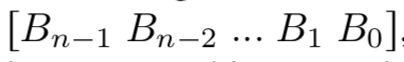 [B_{n-1} B_{n-2} ... B_1 B_0],